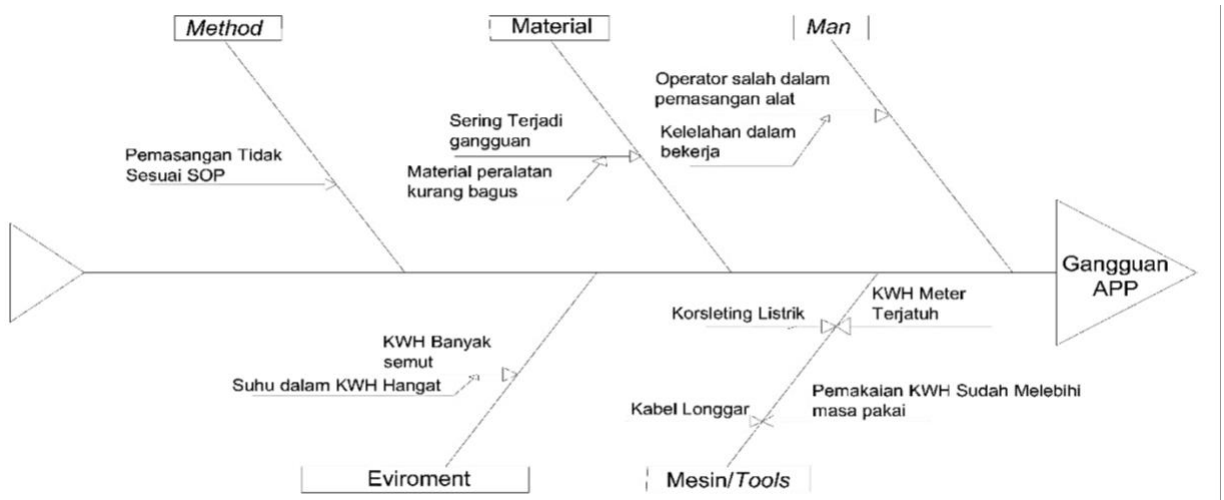 Method
Material
Man
Operator salah dalam
pemasangan alat
Sering Terjadi
gangguan
Kelelahan dalam
bekerja
Pemasangan Tidak
Sesuai SOP
Material peralatan
kurang bagus
Gangguan
APP
KWH Meter
Terjatuh
Korsleting Listrik
KWH Banyak
semut
Suhu dalam KWH Hangat
Pemakaian KWH Sudah Melebihi
masa pakai
Kabel Longgar
Eviroment
Mesin/Tools